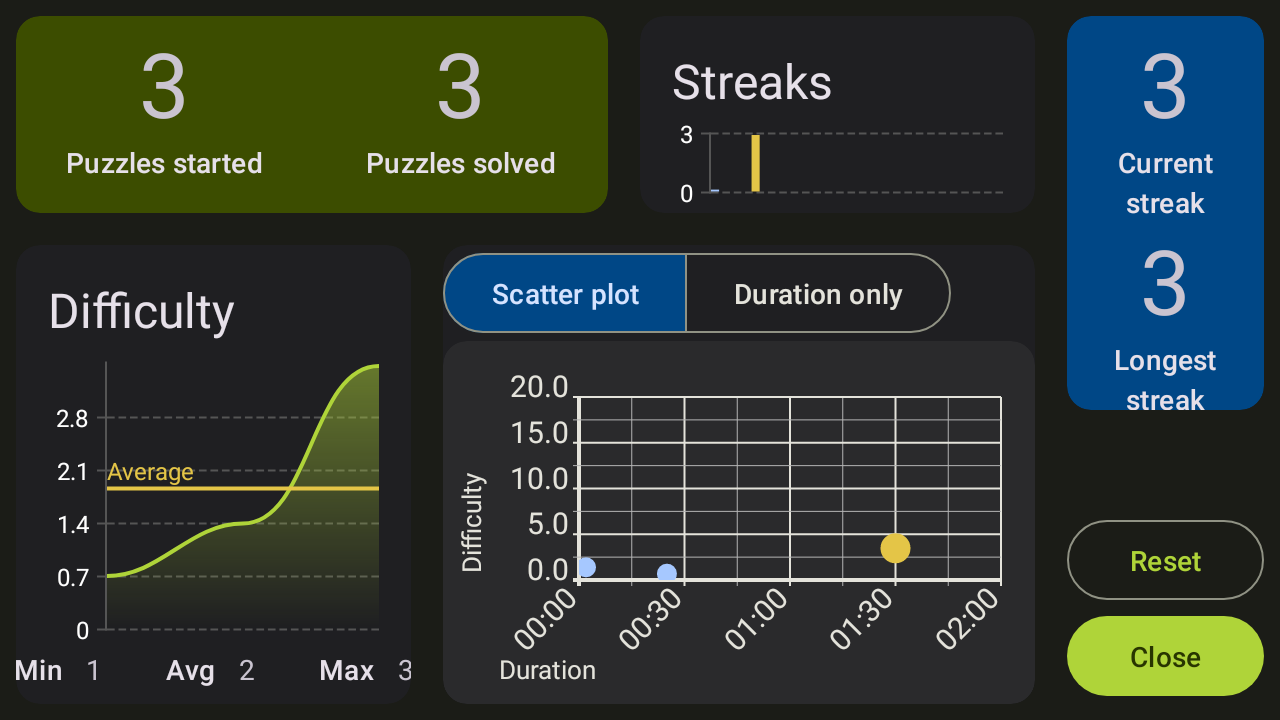 3
Puzzles started
3
Puzzles solved
Streaks
3
0
3
Current
streak
3
Longest
streak
Difficulty
2.8
2.1
1.4
0.7
0
Average
Min 1 Avg 2 Max 3
Scatter plot
Duration only
Difficulty
20.0
15.0
10.0
5.0
0.0
00:00 00:30 01:00 01:30 02:00
Duration
Reset
Close